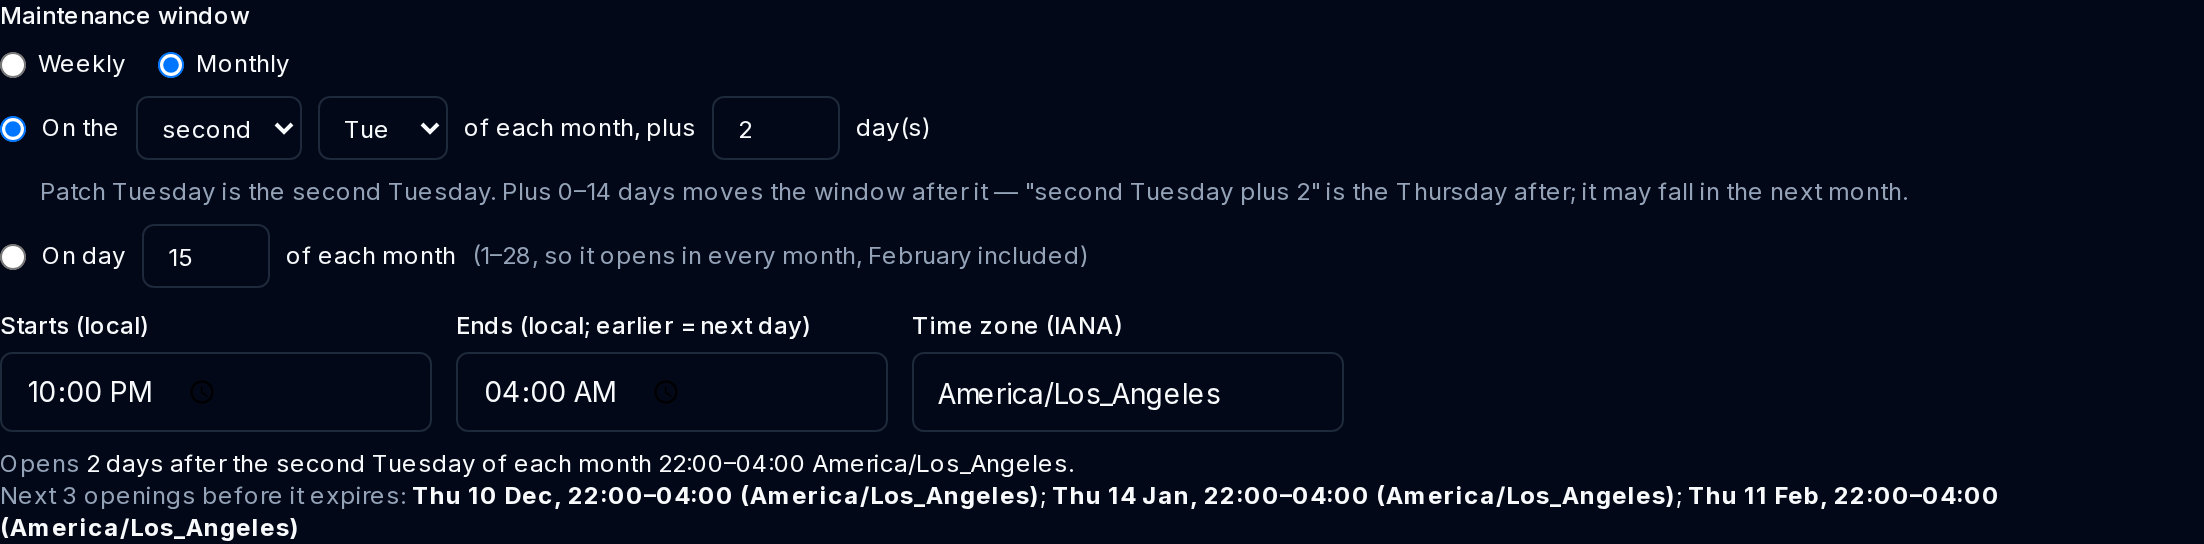 Maintenance window
Weekly Monthly
On the second Tue of each month, plus 2 day(s)
Patch Tuesday is the second Tuesday. Plus 0–14 days moves the window after it — "second Tuesday plus 2" is the Thursday after; it may fall in the next month.
On day 15 of each month (1–28, so it opens in every month, February included)
Starts (local) Ends (local; earlier = next day) Time zone (IANA)
10:00 PM 04:00 AM America/Los_Angeles
Opens 2 days after the second Tuesday of each month 22:00–04:00 America/Los_Angeles.
Next 3 openings before it expires: Thu 10 Dec, 22:00–04:00 (America/Los_Angeles); Thu 14 Jan, 22:00–04:00 (America/Los_Angeles); Thu 11 Feb, 22:00–04:00
(America/Los_Angeles)